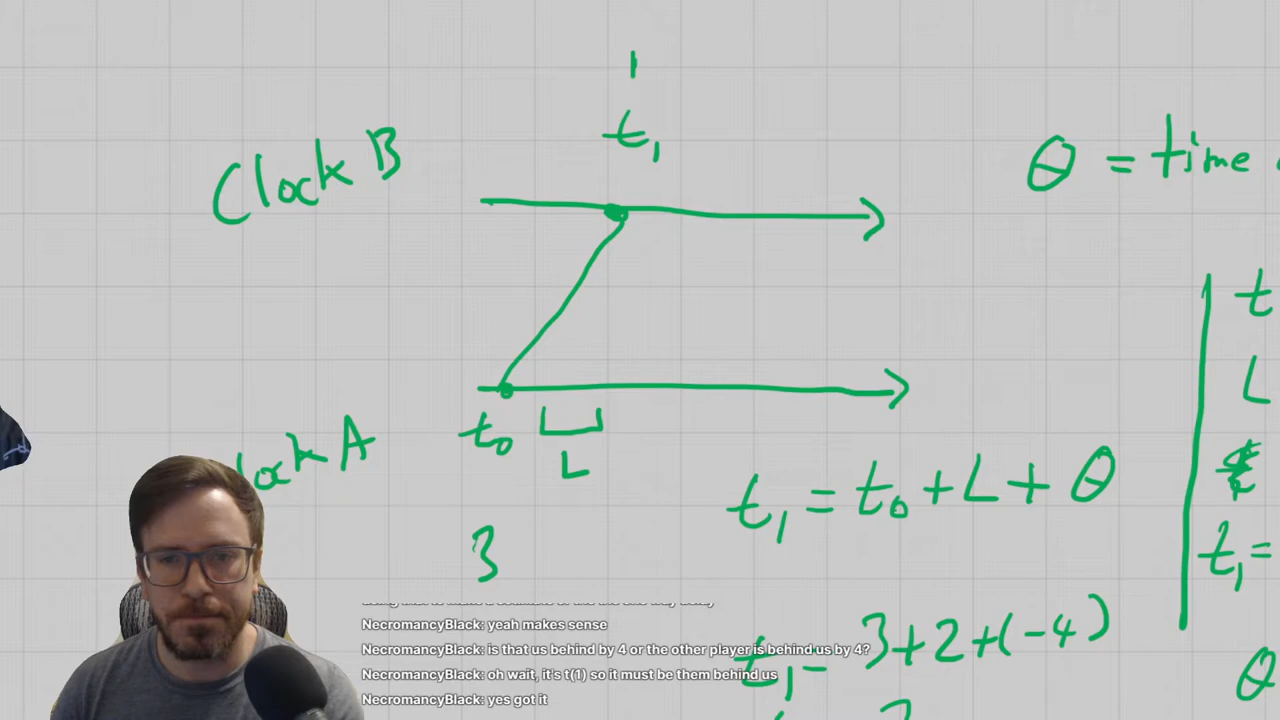 1
t₁
Clock B
θ = time
t
L
t₀
L
lock A
t₁ = t₀ + L + θ
t₁ =
3
t₁ = 3 + 2 + (-4)
θ
NecromancyBlack: yeah makes sense
NecromancyBlack: is that us behind by 4 or the other player is behind us by 4?
NecromancyBlack: oh wait, it's t(1) so it must be them behind us
NecromancyBlack: yes got it